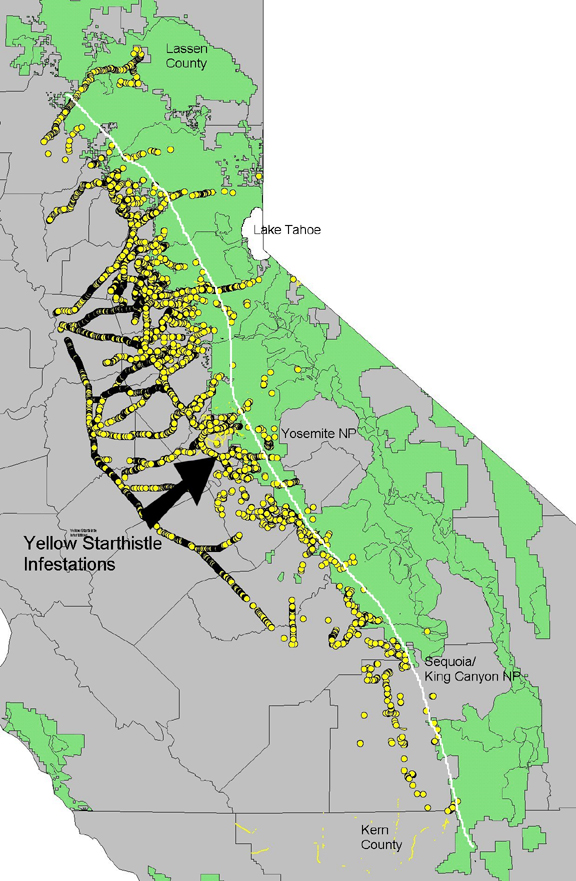 Lassen
County
Lake Tahoe
Yosemite NP
Yellow Starthistle
Infestations
Sequoia/
King Canyon NP
Kern
County